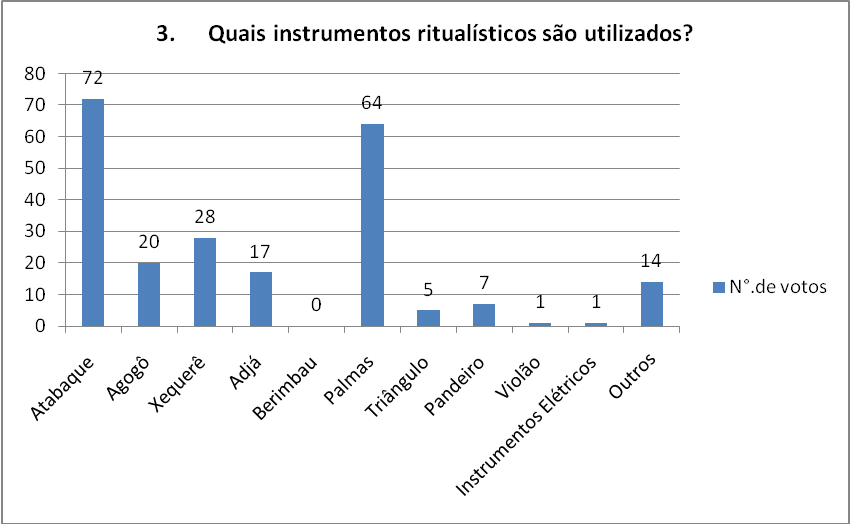 3. Quais instrumentos ritualísticos são utilizados?
80
70
60
50
40
30
20
10
0
72
20
28
17
0
64
5
7
1
1
14
Atabaque
Agogô
Xequerê
Adjá
Berimbau
Palmas
Triângulo
Pandeiro
Violão
Instrumentos Elétricos
Outros
N°.de votos